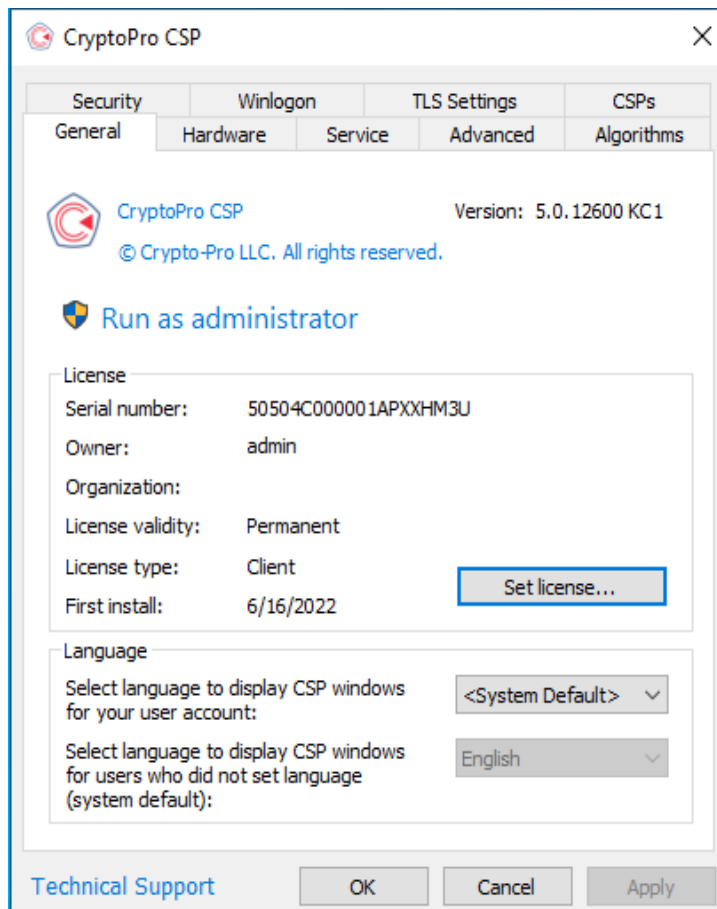 CryptoPro CSP
Security Winlogon TLS Settings CSPs
General Hardware Service Advanced Algorithms
CryptoPro CSP Version: 5.0.12600 KC1
© Crypto-Pro LLC. All rights reserved.
Run as administrator
License
Serial number: 50504C000001APXXHM3U
Owner: admin
Organization:
License validity: Permanent
License type: Client
Set license...
First install: 6/16/2022
Language
Select language to display CSP windows
for your user account:
<System Default>
Select language to display CSP windows
for users who did not set language
(system default):
English
Technical Support OK Cancel Apply